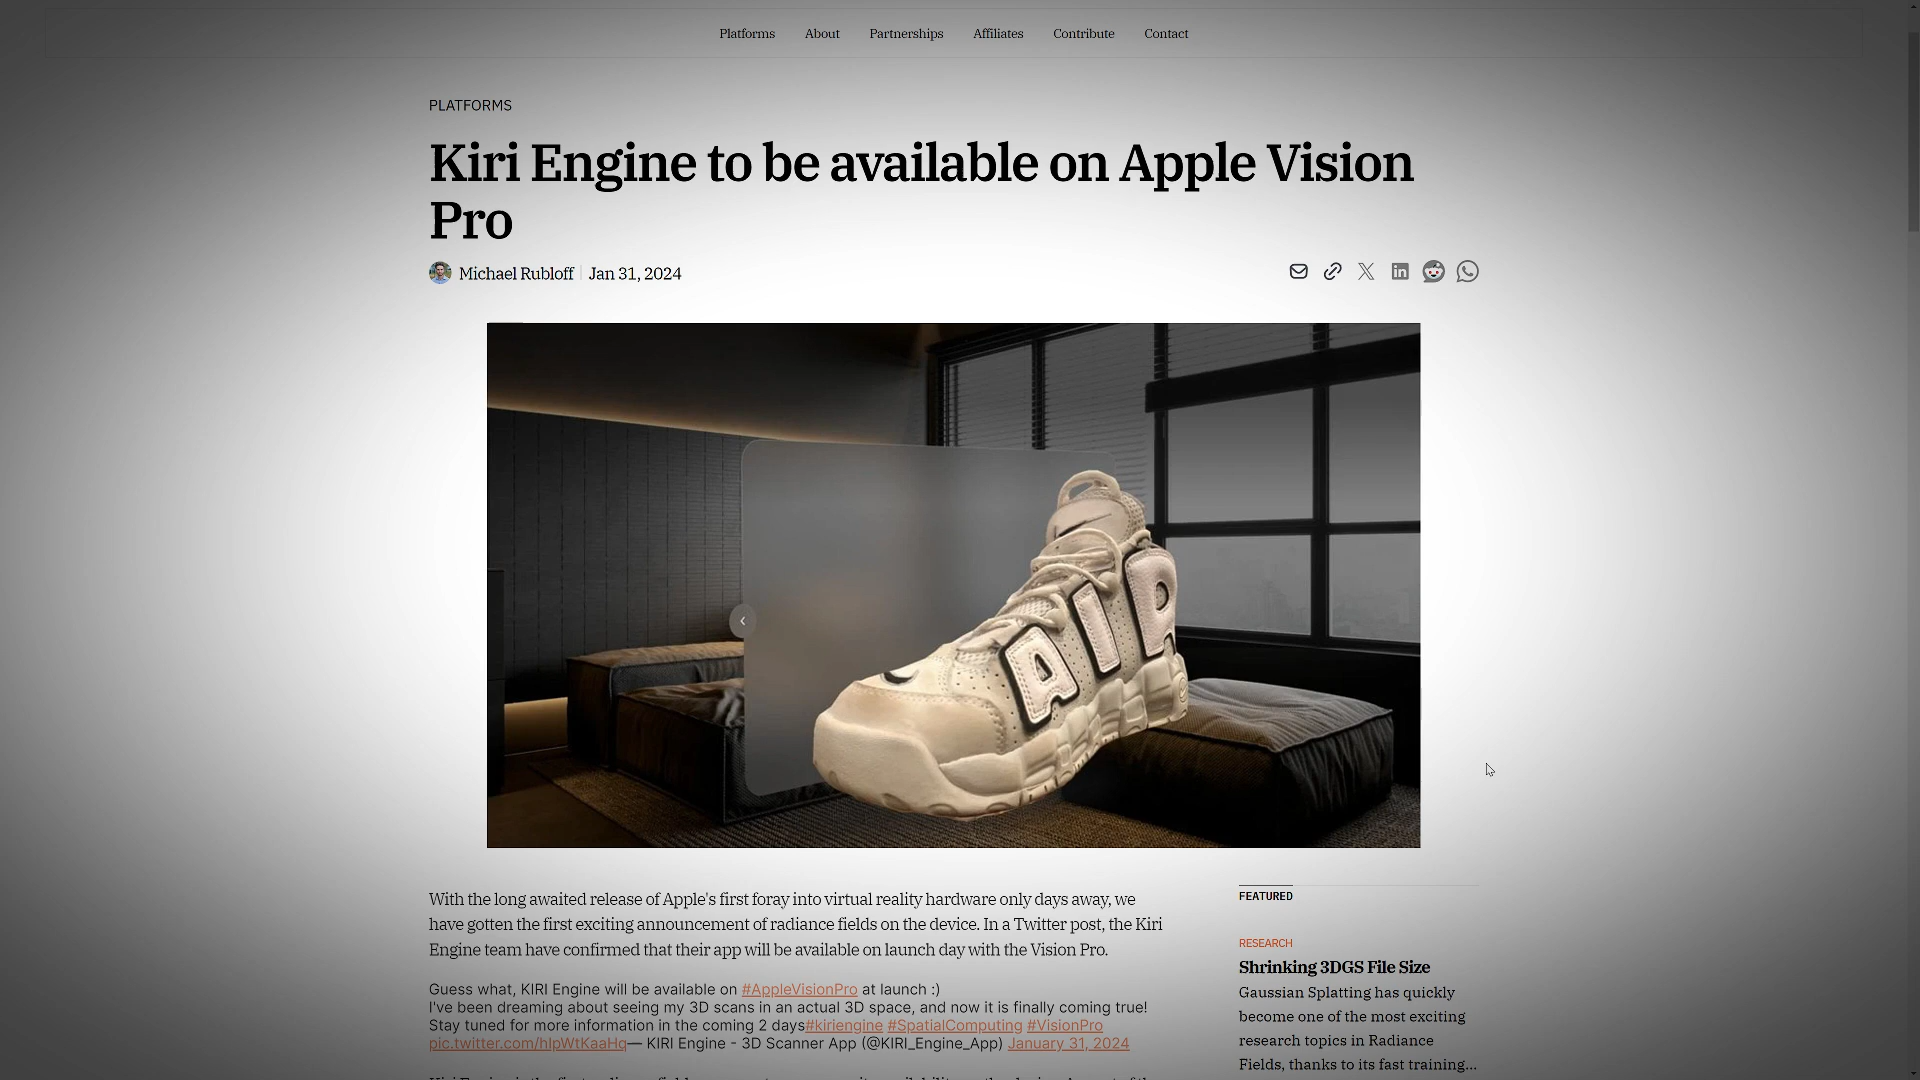 Platforms About Partnerships Affiliates Contribute Contact
PLATFORMS
Kiri Engine to be available on Apple Vision
Pro
Michael Rubloff Jan 31, 2024
AIR
With the long awaited release of Apple's first foray into virtual reality hardware only days away, we
have gotten the first exciting announcement of radiance fields on the device. In a Twitter post, the Kiri
Engine team have confirmed that their app will be available on launch day with the Vision Pro.
Guess what, KIRI Engine will be available on #AppleVisionPro at launch :)
I've been dreaming about seeing my 3D scans in an actual 3D space, and now it is finally coming true!
Stay tuned for more information in the coming 2 days#kiriengine #SpatialComputing #VisionPro
pic.twitter.com/hIpWtKaaHq— KIRI Engine - 3D Scanner App (@KIRI_Engine_App) January 31, 2024
FEATURED
RESEARCH
Shrinking 3DGS File Size
Gaussian Splatting has quickly
become one of the most exciting
research topics in Radiance
Fields, thanks to its fast training...